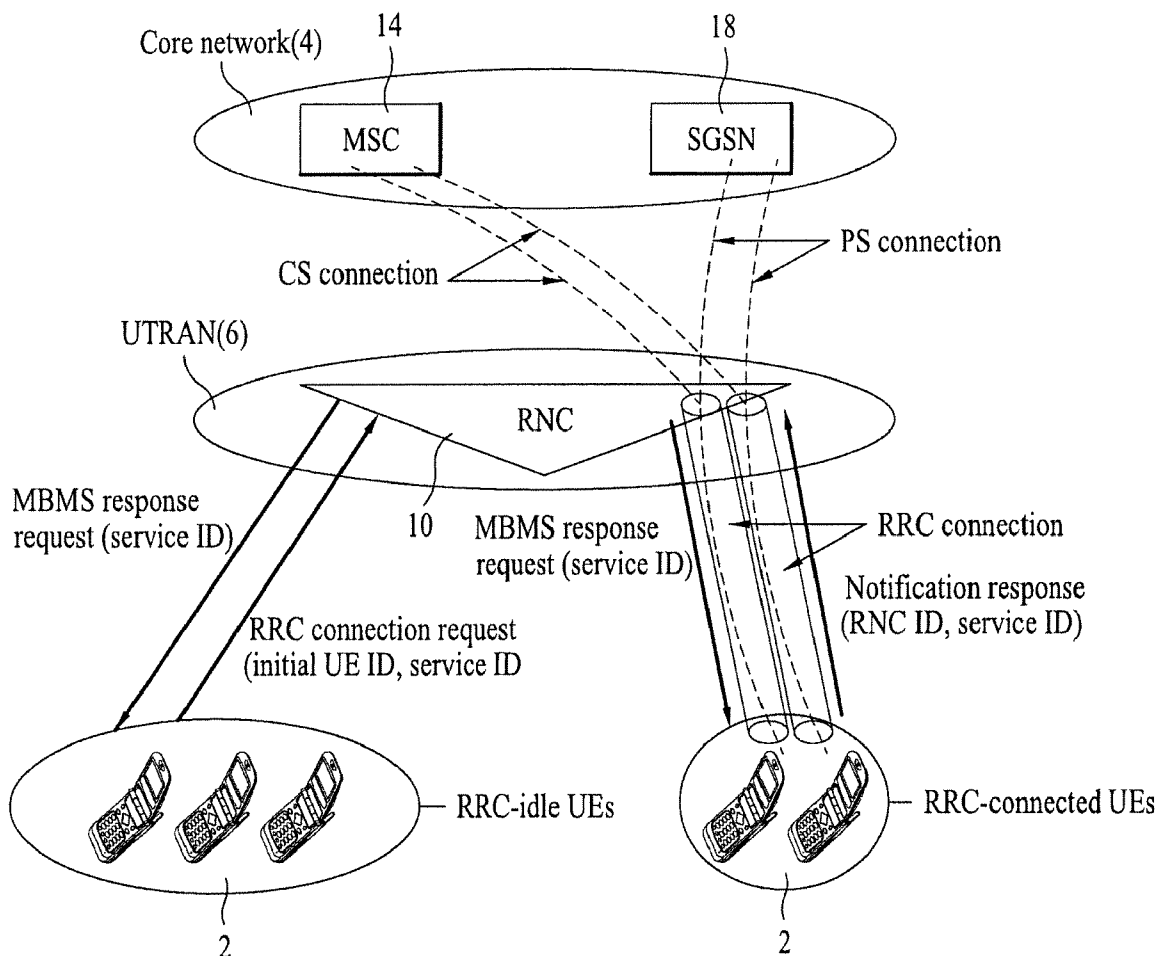 14
18
Core network(4)
MSC
SGSN
CS connection
PS connection
UTRAN(6)
RNC
10
MBMS response
request (service ID)
MBMS response
request (service ID)
RRC connection
RRC connection request
(initial UE ID, service ID
Notification response
(RNC ID, service ID)
RRC-idle UEs
RRC-connected UEs
2
2